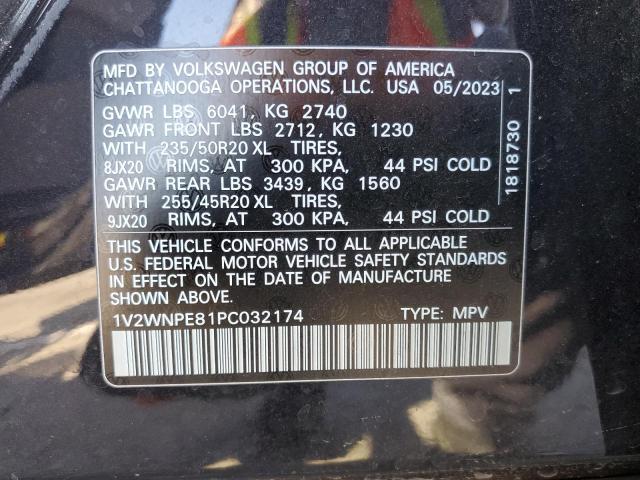 MFD BY VOLKSWAGEN GROUP OF AMERICA
CHATTANOOGA OPERATIONS, LLC. USA 05/2023
GVWR LBS 6041, KG 2740
GAWR FRONT LBS 2712, KG 1230
WITH 235/50R20 XL TIRES,
8JX20 RIMS, AT 300 KPA, 44 PSI COLD
GAWR REAR LBS 3439, KG 1560
WITH 255/45R20 XL TIRES,
9JX20 RIMS, AT 300 KPA, 44 PSI COLD
THIS VEHICLE CONFORMS TO ALL APPLICABLE
U.S. FEDERAL MOTOR VEHICLE SAFETY STANDARDS
IN EFFECT ON THE DATE OF MANUFACTURE
SHOWN ABOVE.
1V2WNPE81PC032174 TYPE: MPV
1818730 1